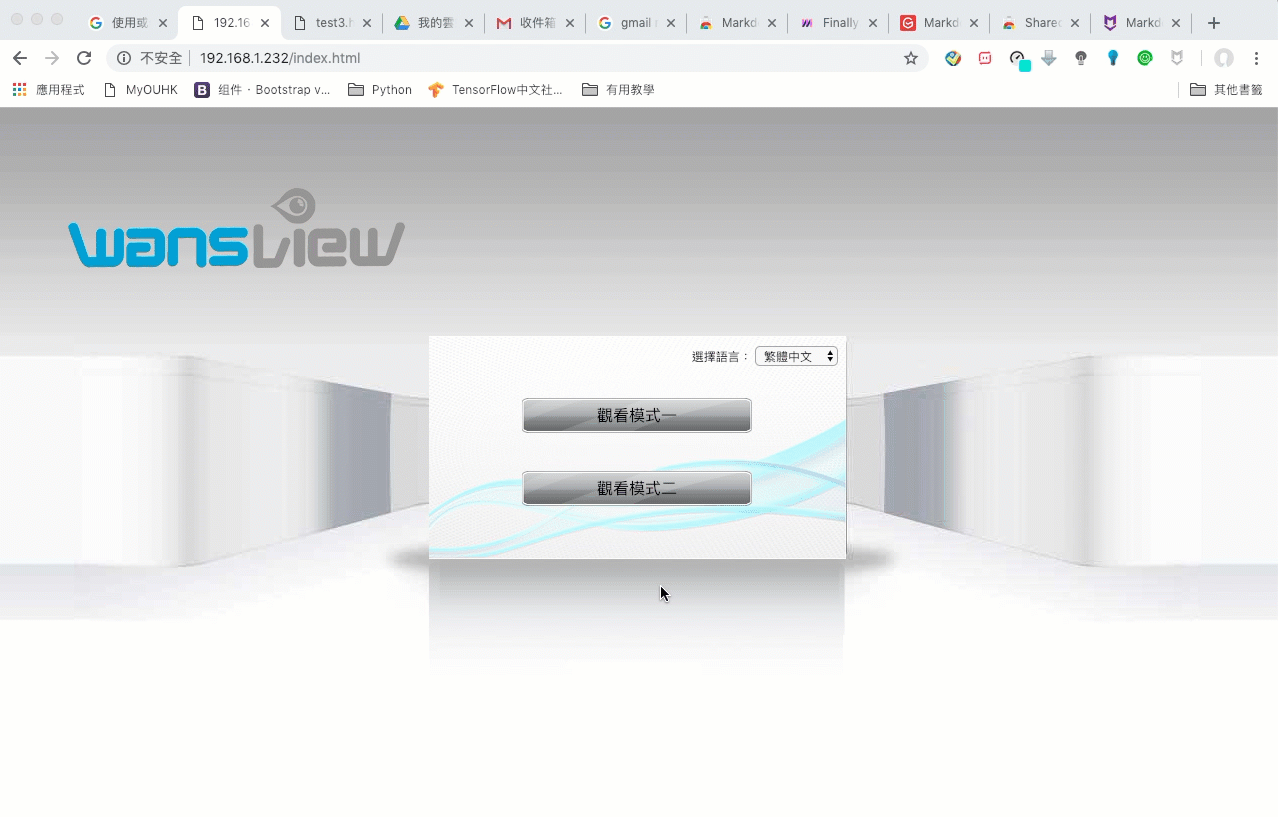 使用或
192.16
test3.h
我的雲
收件箱
gmail
Markd
Finally
Markd
Shared
Markd
不安全
192.168.1.232/index.html
應用程式
MyOUHK
B
组件 · Bootstrap v...
Python
TensorFlow中文社...
有用教學
其他書籤
wansview
選擇語言：
繁體中文
觀看模式一
觀看模式二